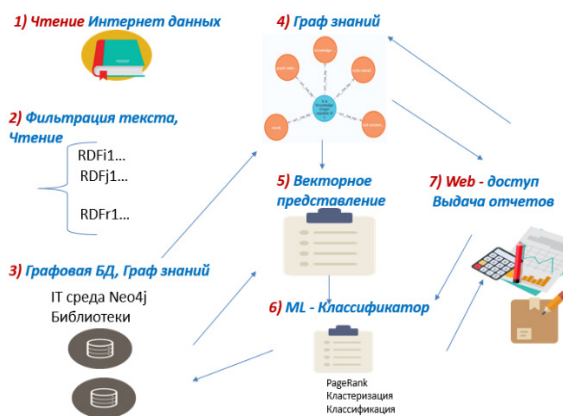 1) Чтение Интернет данных
2) Фильтрация текста,
Чтение
RDFi1...
RDFj1...
RDFr1...
3) Графовая БД, Граф знаний
IT среда Neo4j
Библиотеки
4) Граф знаний
5) Векторное
представление
6) ML - Классификатор
PageRank
Кластеризация
Классификация
7) Web - доступ
Выдача отчетов